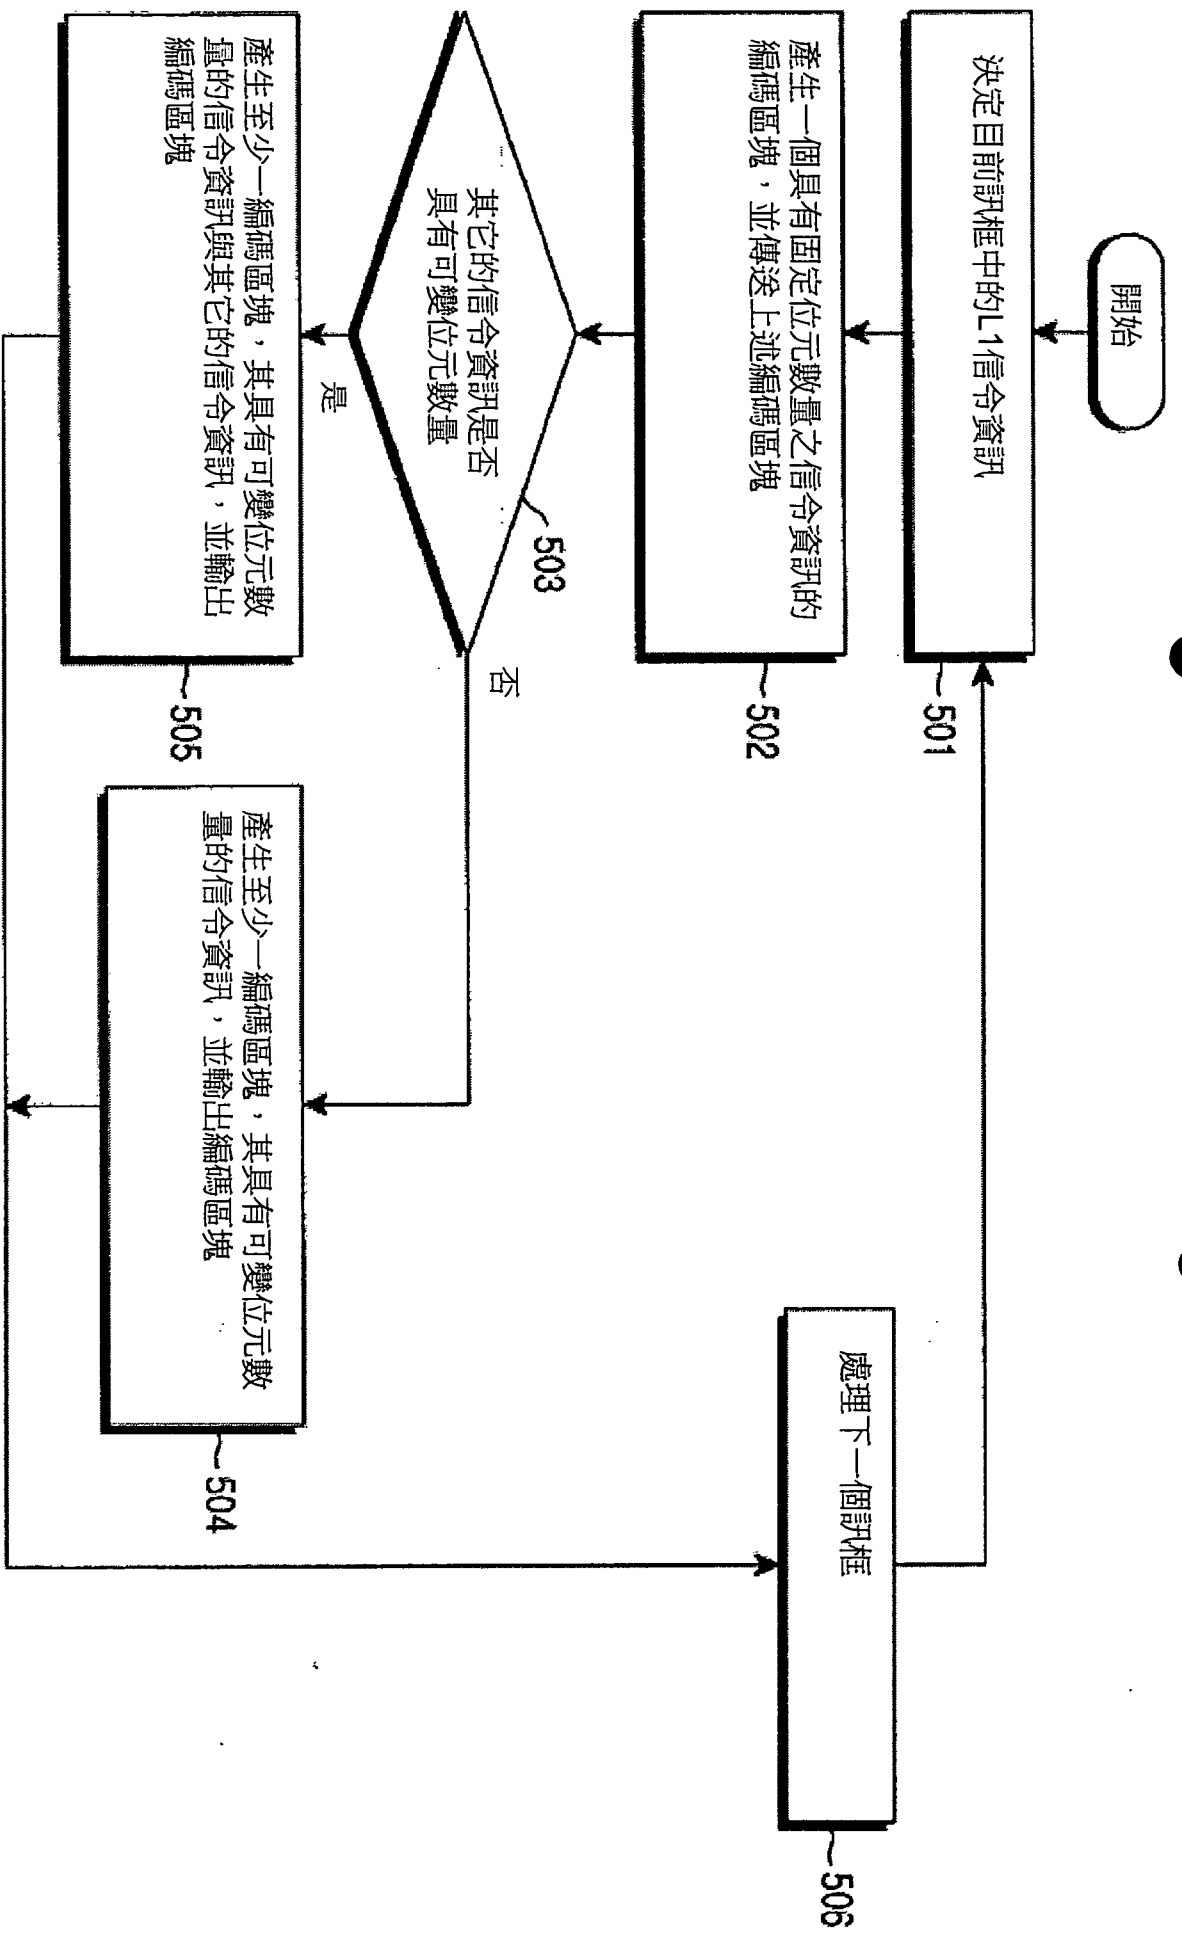 開始
決定目前訊框中的L1信令資訊
501
產生一個具有固定位元數量之信令資訊的
編碼區塊，並傳送上述編碼區塊
502
其它的信令資訊是否
具有可變位元數量
503
是
否
產生至少一編碼區塊，其具有可變位元數
量的信令資訊與其它的信令資訊，並輸出
編碼區塊
505
產生至少一編碼區塊，其具有可變位元數
量的信令資訊，並輸出編碼區塊
504
處理下一個訊框
506